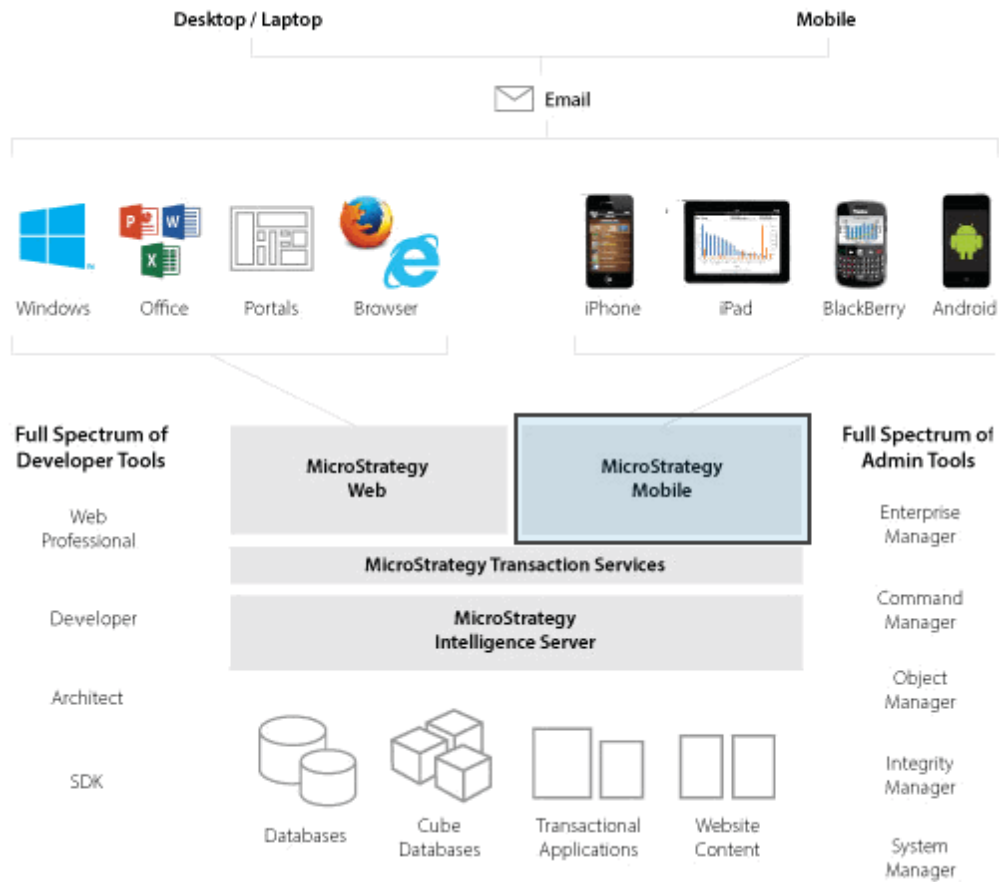 Desktop / Laptop
Mobile
Email
Windows
Office
Portals
Browser
iPhone
iPad
BlackBerry
Android
Full Spectrum of
Developer Tools
Web
Professional
Developer
Architect
SDK
MicroStrategy
Web
MicroStrategy
Mobile
MicroStrategy Transaction Services
MicroStrategy
Intelligence Server
Databases
Cube
Databases
Transactional
Applications
Website
Content
Full Spectrum of
Admin Tools
Enterprise
Manager
Command
Manager
Object
Manager
Integrity
Manager
System
Manager